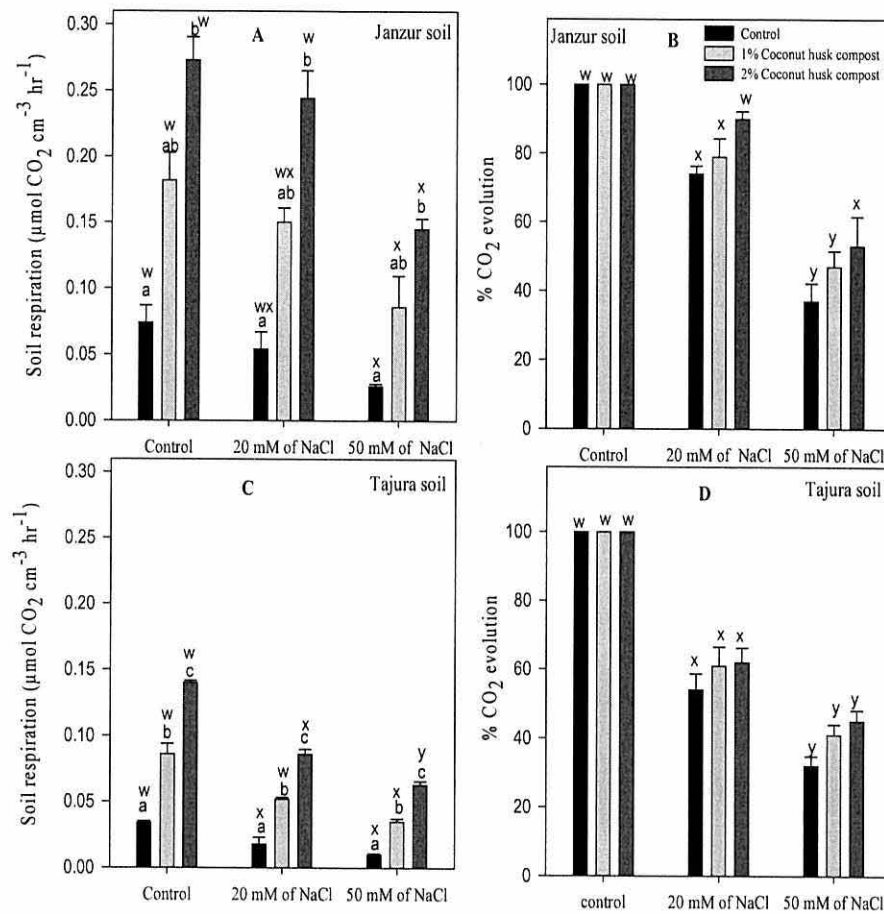 A
Janzur soil
Soil respiration (µmol CO2 cm-3 hr-1)
0.30
0.25
0.20
0.15
0.10
0.05
0.00
w
a
w
ab
w
b
wx
a
wx
ab
w
b
x
a
x
ab
x
b
Control
20 mM of NaCl
50 mM of NaCl
Janzur soil
B
Control
1% Coconut husk compost
2% Coconut husk compost
% CO2 evolution
100
80
60
40
20
0
w w w
x x w
y y x
Control
20 mM of NaCl
50 mM of NaCl
C
Tajura soil
Soil respiration (µmol CO2 cm-3 hr-1)
0.30
0.25
0.20
0.15
0.10
0.05
0.00
w
a
w
b
w
c
x
a
w
b
x
c
x
a
x
b
y
c
Control
20 mM of NaCl
50 mM of NaCl
D
Tajura soil
% CO2 evolution
100
80
60
40
20
0
w w w
x x x
y y y
control
20 mM of NaCl
50 mM of NaCl